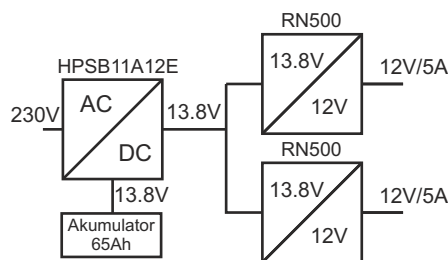 HPSB11A12E
230V
AC
DC
13.8V
13.8V
Akumulator
65Ah
RN500
13.8V
12V
12V/5A
RN500
13.8V
12V
12V/5A